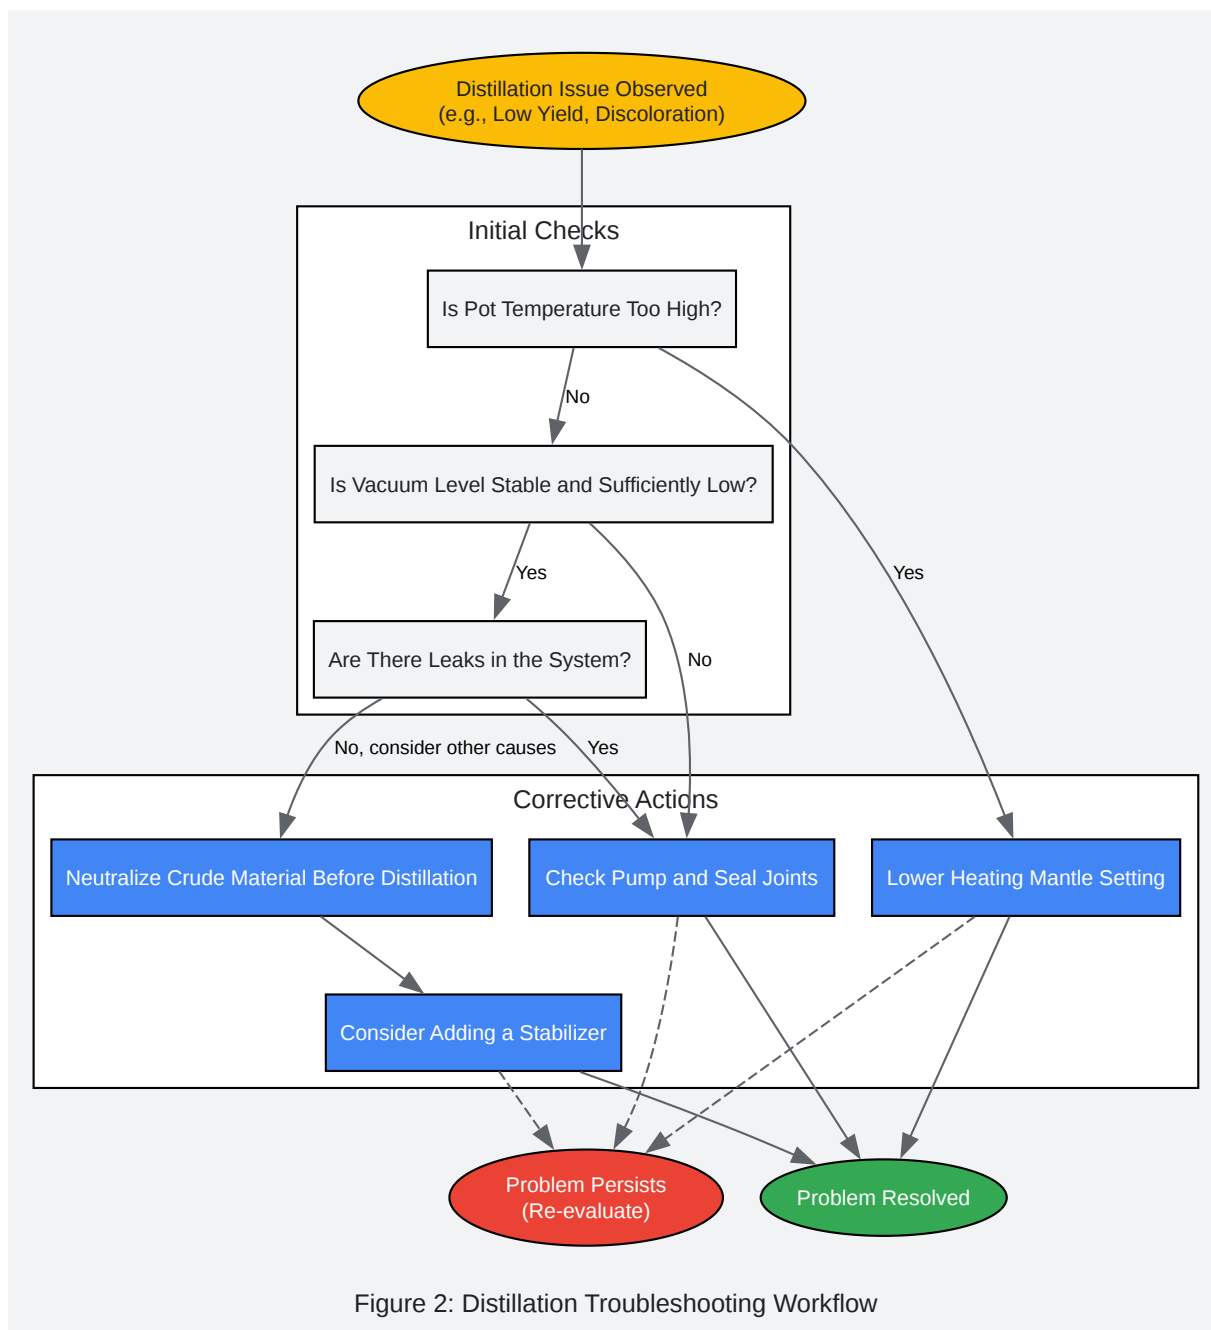 Distillation Issue Observed
(e.g., Low Yield, Discoloration)
Initial Checks
Is Pot Temperature Too High?
No
Is Vacuum Level Stable and Sufficiently Low?
Yes
Yes
Are There Leaks in the System?
No
No, consider other causes
Yes
Corrective Actions
Neutralize Crude Material Before Distillation
Check Pump and Seal Joints
Lower Heating Mantle Setting
Consider Adding a Stabilizer
Problem Persists
(Re-evaluate)
Problem Resolved
Figure 2: Distillation Troubleshooting Workflow